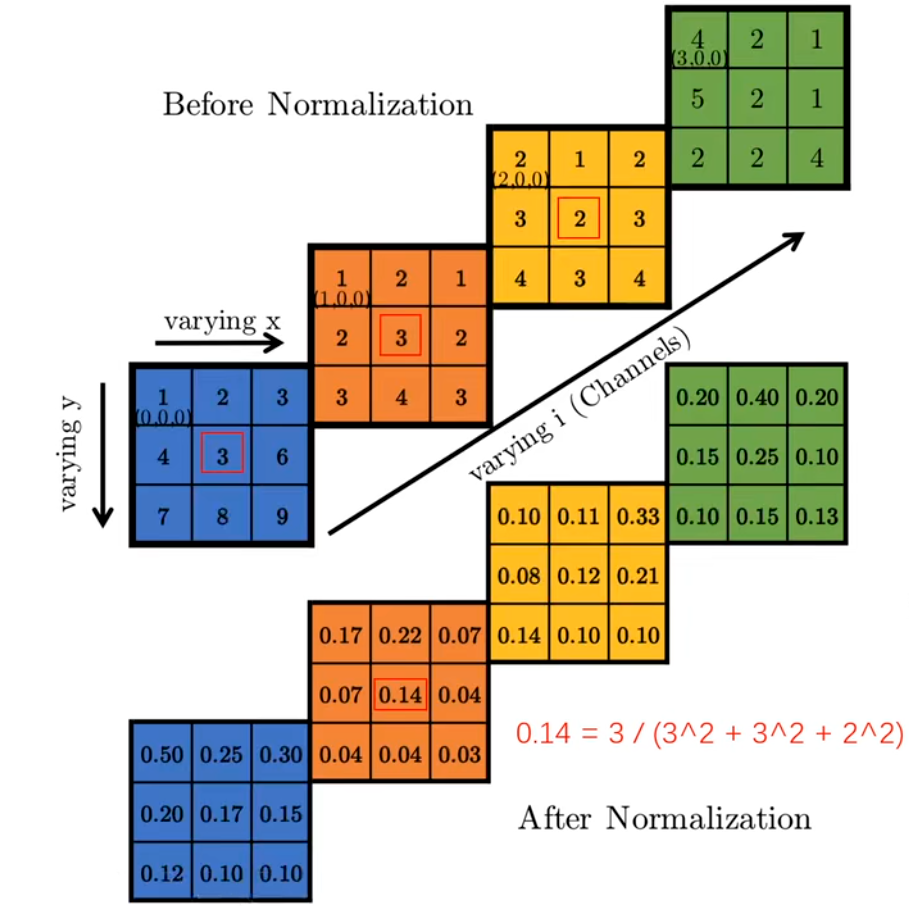 Before Normalization
4 2 1
(3,0,0)
5 2 1
2 2 4
2 1 2
(2,0,0)
3 2 3
4 3 4
1 2 1
(1,0,0)
2 3 2
3 4 3
varying x
varying y
1 2 3
(0,0,0)
4 3 6
7 8 9
varying i (Channels)
0.20 0.40 0.20
0.15 0.25 0.10
0.10 0.15 0.13
0.10 0.11 0.33
0.08 0.12 0.21
0.14 0.10 0.10
0.17 0.22 0.07
0.07 0.14 0.04
0.04 0.04 0.03
0.50 0.25 0.30
0.20 0.17 0.15
0.12 0.10 0.10
0.14 = 3 / (3^2 + 3^2 + 2^2)
After Normalization